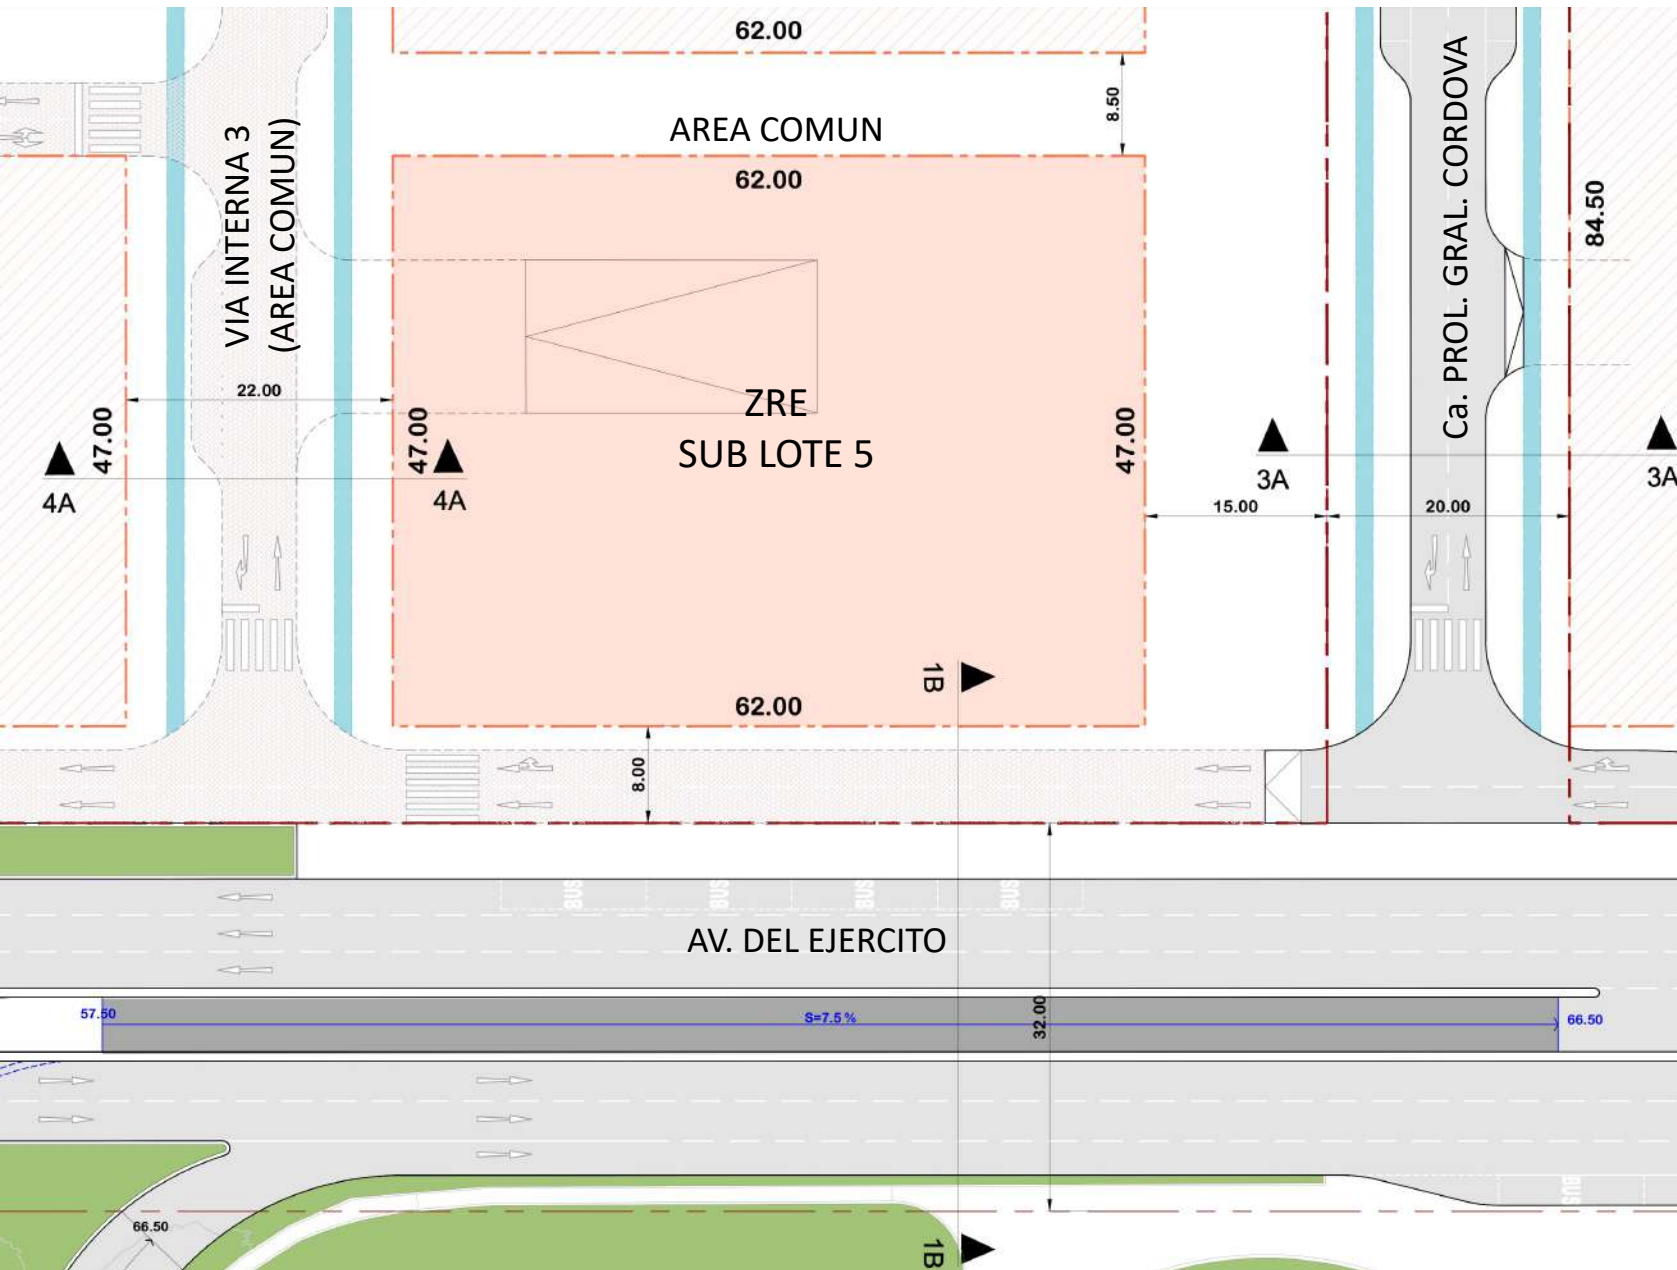 62.00
8.50
AREA COMUN
62.00
VIA INTERNA 3
(AREA COMUN)
Ca. PROL. GRAL. CORDOVA
84.50
22.00
47.00
47.00
ZRE
SUB LOTE 5
47.00
4A
4A
3A
3A
15.00
20.00
1B
62.00
8.00
BUS
BUS
BUS
BUS
AV. DEL EJERCITO
57.50
S=7.5 %
32.00
66.50
66.50
BUS
1B